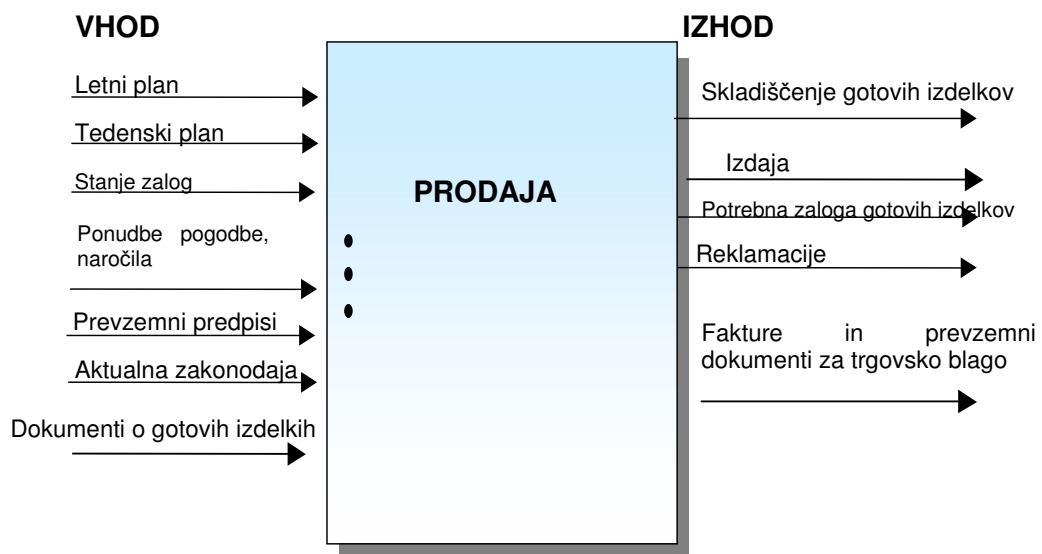 VHOD
Letni plan
Tedenski plan
Stanje zalog
Ponudbe pogodbe,
naročila
Prevzemni predpisi
Aktualna zakonodaja
Dokumenti o gotovih izdelkih
PRODAJA
IZHOD
Skladiščenje gotovih izdelkov
Izdaja
Potrebna zaloga gotovih izdelkov
Reklamacije
Fakture in prevzemni
dokumenti za trgovsko blago